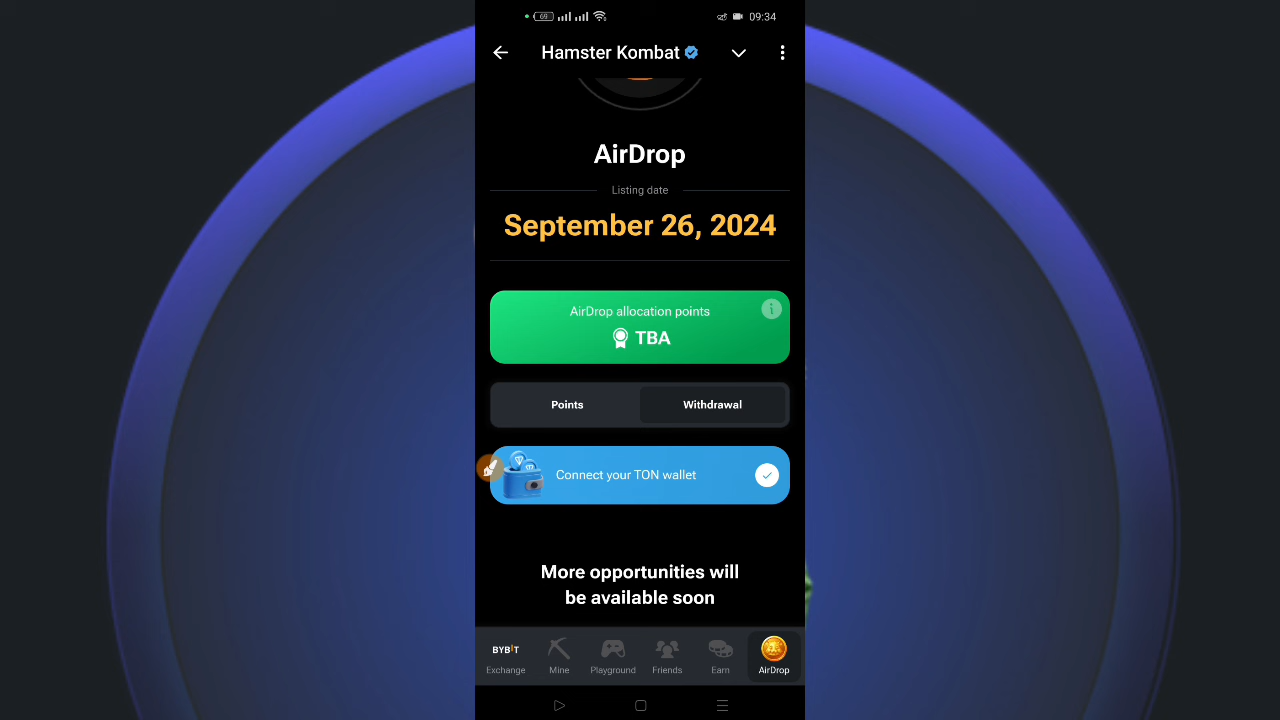 69
09:34
Hamster Kombat
AirDrop
Listing date
September 26, 2024
AirDrop allocation points
TBA
Points
Withdrawal
Connect your TON wallet
More opportunities will
be available soon
BYBIT
Exchange
Mine
Playground
Friends
Earn
AirDrop